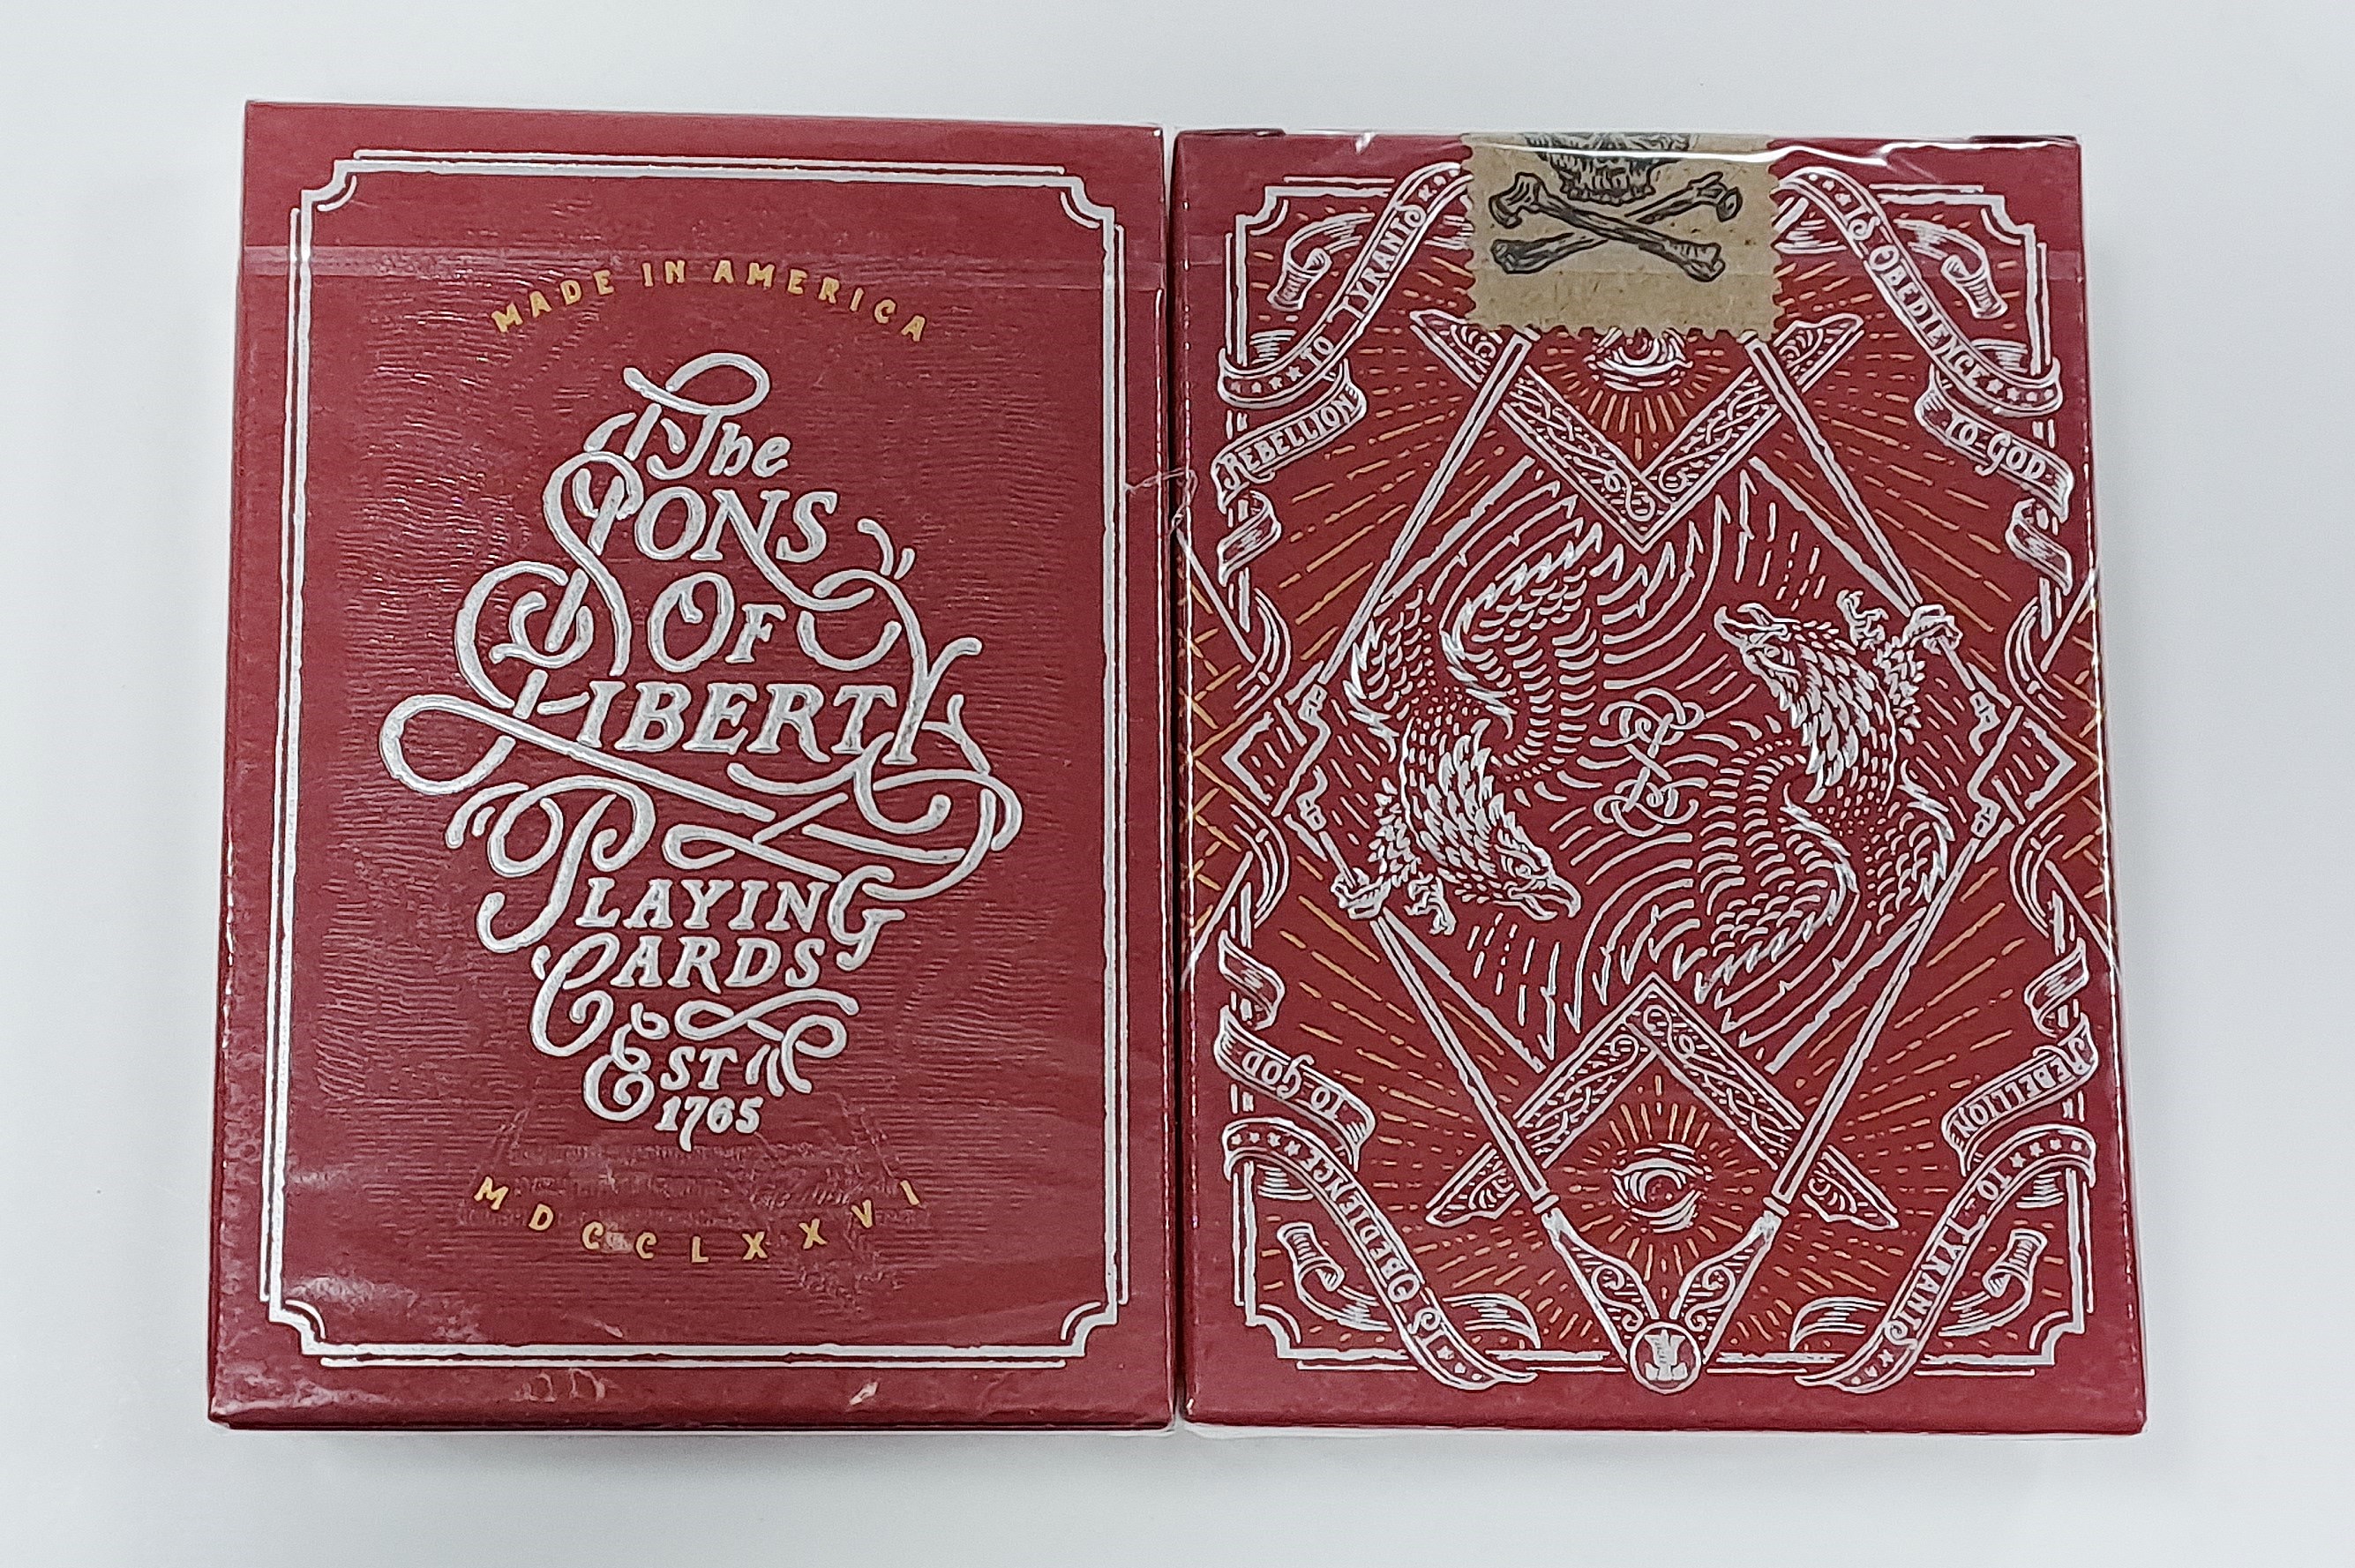 MADE IN AMERICA
The
SONS
OF
LIBERTY
PLAYING
CARDS
EST
1765
MDCCLXXVI
REBELLION
TO TYRANTS
IS OBEDIENCE
TO GOD
REBELLION
TO TYRANTS
IS OBEDIENCE
TO GOD